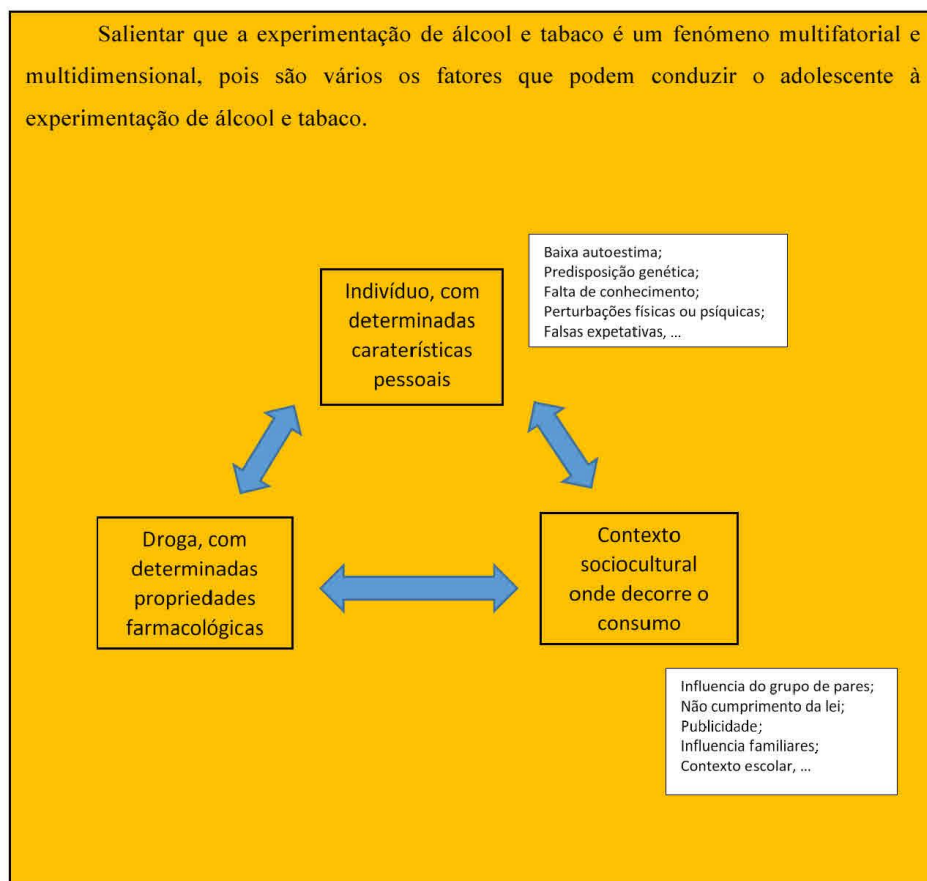 Salientar que a experimentação de álcool e tabaco é um fenómeno multifatorial e
multidimensional, pois são vários os fatores que podem conduzir o adolescente à
experimentação de álcool e tabaco.
Baixa autoestima;
Predisposição genética;
Falta de conhecimento;
Perturbações físicas ou psíquicas;
Falsas expetativas, ...
Indivíduo, com
determinadas
caraterísticas
pessoais
Droga, com
determinadas
propriedades
farmacológicas
Contexto
sociocultural
onde decorre o
consumo
Influencia do grupo de pares;
Não cumprimento da lei;
Publicidade;
Influencia familiares;
Contexto escolar, ...